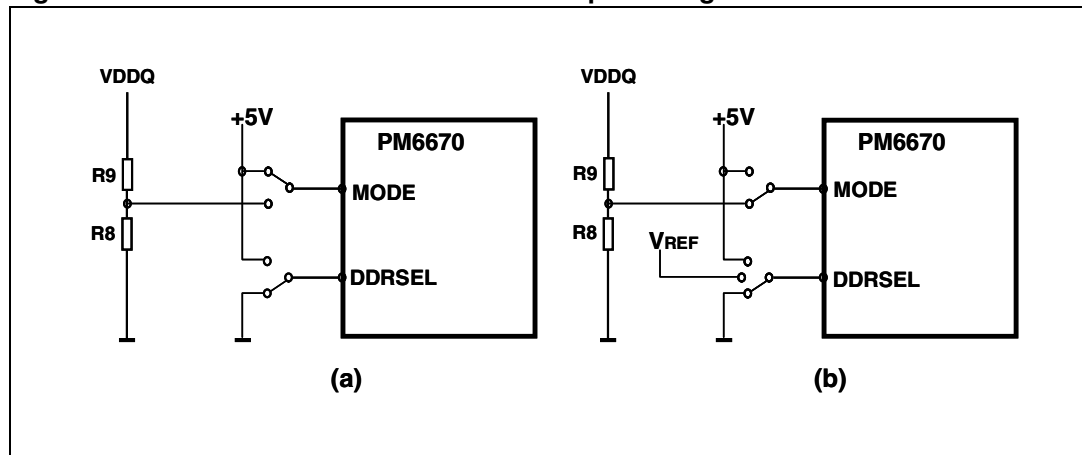 VDDQ
+5V
PM6670
R9
MODE
R8
DDRSEL
(a)
VDDQ
+5V
PM6670
R9
MODE
R8
VREF
DDRSEL
(b)